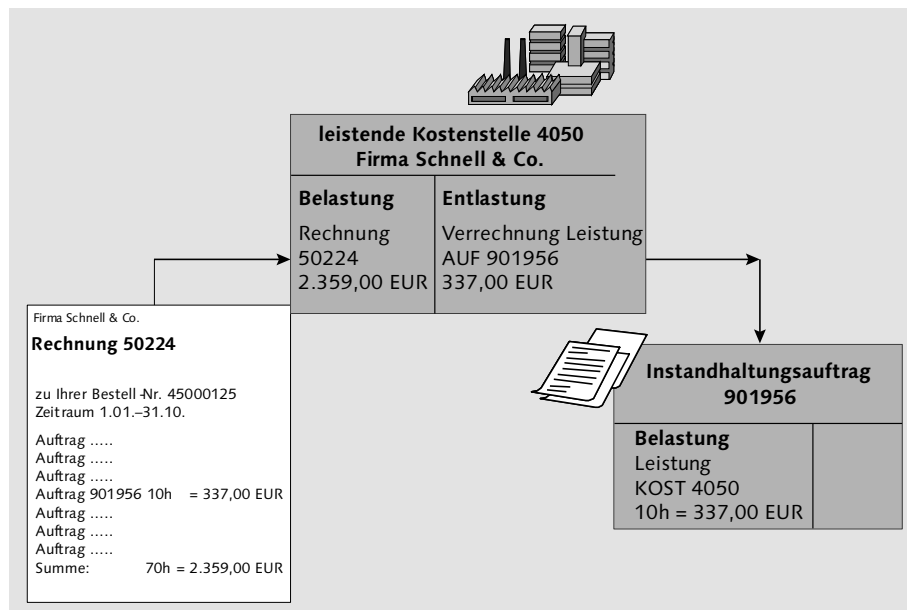 leistende Kostenstelle 4050
Firma Schnell & Co.
Belastung
Rechnung
50224
2.359,00 EUR
Entlastung
Verrechnung Leistung
AUF 901956
337,00 EUR
Firma Schnell & Co.
Rechnung 50224
zu Ihrer Bestell-Nr. 45000125
Zeitraum 1.01.–31.10.
Auftrag .....
Auftrag .....
Auftrag .....
Auftrag 901956 10h = 337,00 EUR
Auftrag .....
Auftrag .....
Auftrag .....
Summe: 70h = 2.359,00 EUR
Instandhaltungsauftrag
901956
Belastung
Leistung
KOST 4050
10h = 337,00 EUR